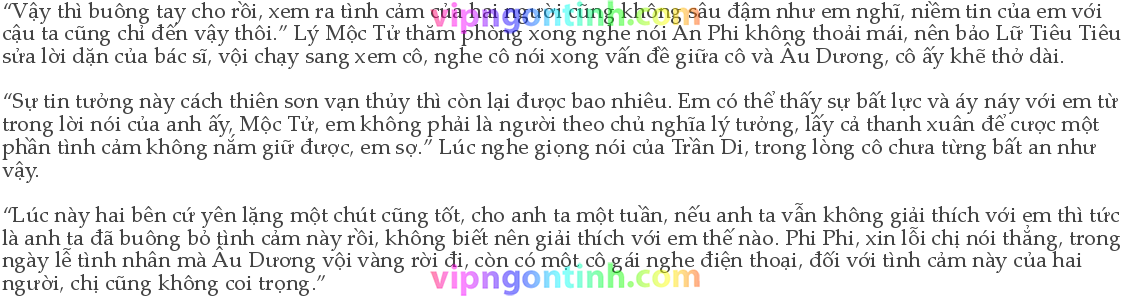 “Vậy thì buông tay cho rồi, xem ra tình cảm của hai người cũng không sâu đậm như em nghĩ, niềm tin của em với
cậu ta cũng chỉ đến vậy thôi.” Lý Mộc Tử thăm phòng xong nghe nói An Phi không thoải mái, nên bảo Lữ Tiêu Tiêu
sửa lời dặn của bác sĩ, vội chạy sang xem cô, nghe cô nói xong vấn đề giữa cô và Âu Dương, cô ấy khẽ thở dài.
“Sự tin tưởng này cách thiên sơn vạn thủy thì còn lại được bao nhiêu. Em có thể thấy sự bất lực và áy náy với em từ
trong lời nói của anh ấy, Mộc Tử, em không phải là người theo chủ nghĩa lý tưởng, lấy cả thanh xuân để cược một
phần tình cảm không nắm giữ được, em sợ.” Lúc nghe giọng nói của Trần Di, trong lòng cô chưa từng bất an như
vậy.
“Lúc này hai bên cứ yên lặng một chút cũng tốt, cho anh ta một tuần, nếu anh ta vẫn không giải thích với em thì tức
là anh ta đã buông bỏ tình cảm này rồi, không biết nên giải thích với em thế nào. Phi Phi, xin lỗi chị nói thẳng, trong
ngày lễ tình nhân mà Âu Dương vội vàng rời đi, còn có một cô gái nghe điện thoại, đối với tình cảm này của hai
người, chị cũng không coi trọng.”
vipngontinh.com
vipngontinh.com